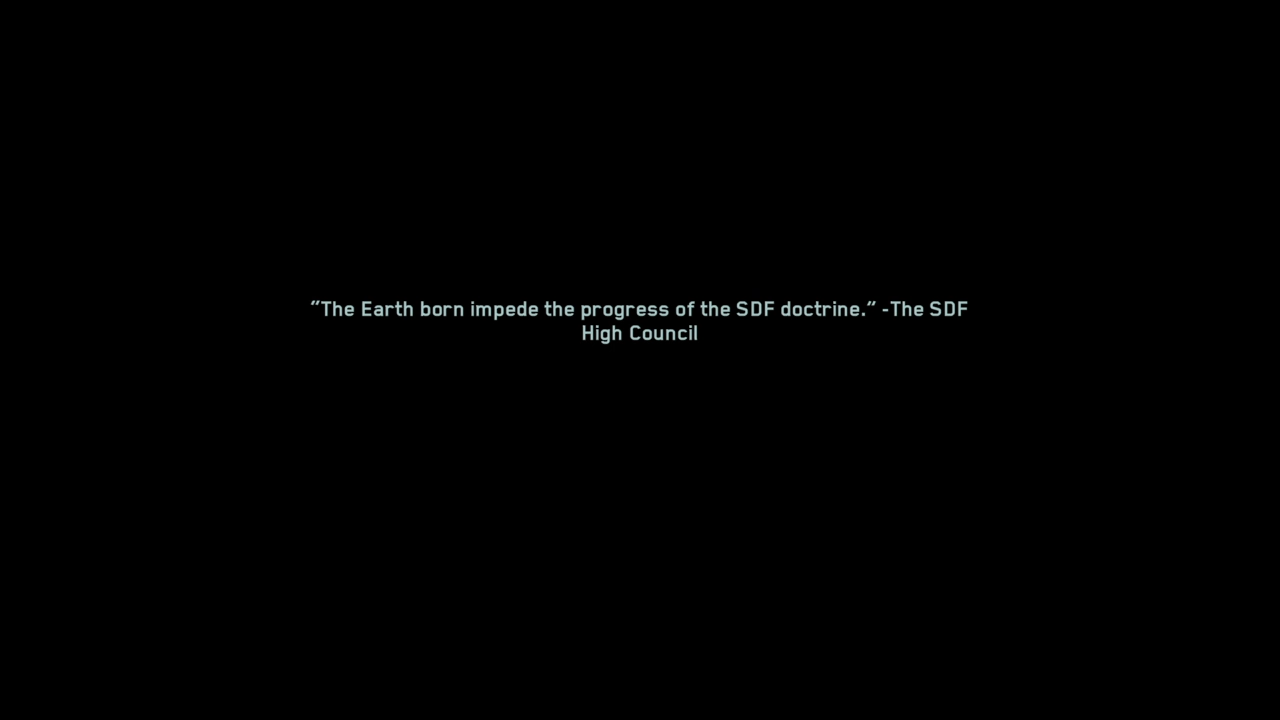 "The Earth born impede the progress of the SDF doctrine." -The SDF
High Council